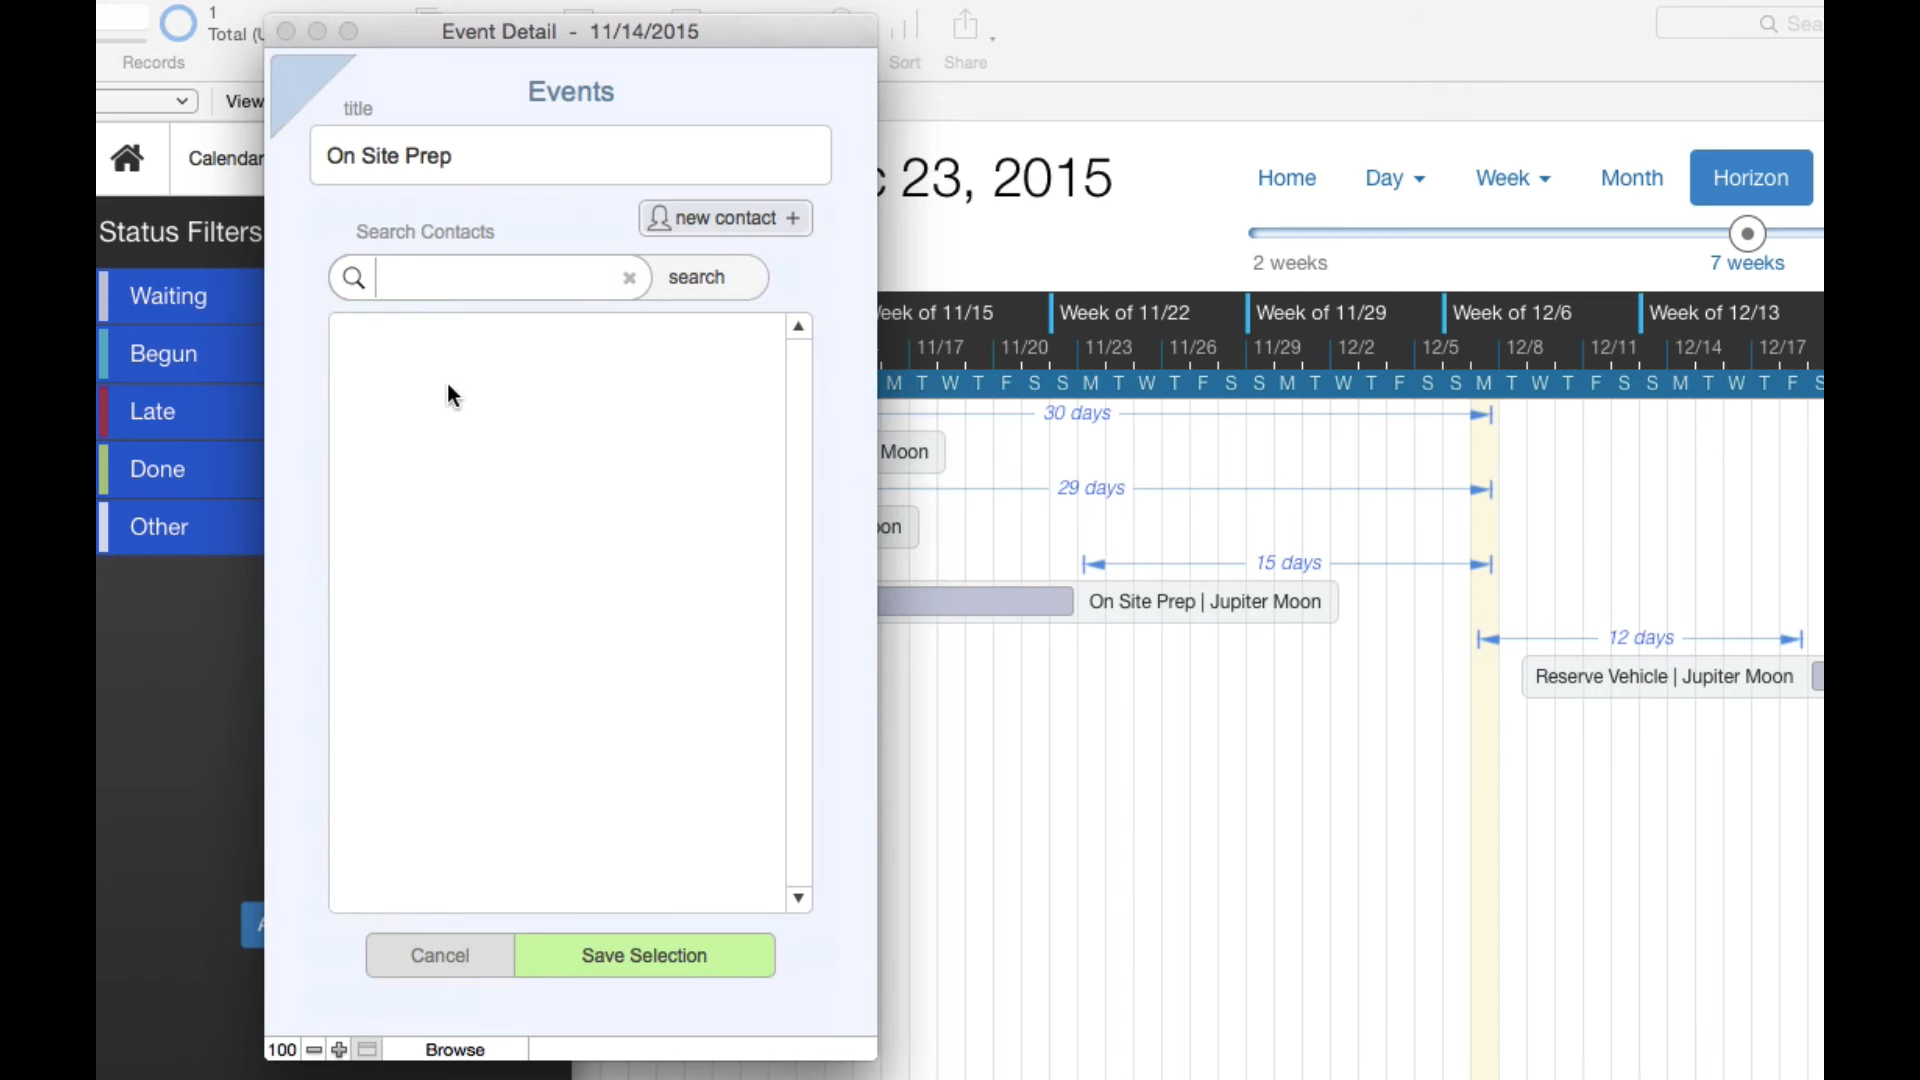 1
Total (U
Records
View
Calendar
Status Filters
Waiting
Begun
Late
Done
Other
Event Detail - 11/14/2015
Events
title
On Site Prep
new contact +
Search Contacts
search
Cancel
Save Selection
100
Browse
Sort
Share
Sea
c 23, 2015
Home
Day
Week
Month
Horizon
2 weeks
7 weeks
eek of 11/15
Week of 11/22
Week of 11/29
Week of 12/6
Week of 12/13
11/17 11/20 11/23 11/26 11/29 12/2 12/5 12/8 12/11 12/14 12/17
M T W T F S S M T W T F S S M T W T F S S M T W T F S S M T W T F S
30 days
Moon
29 days
oon
15 days
On Site Prep | Jupiter Moon
12 days
Reserve Vehicle | Jupiter Moon